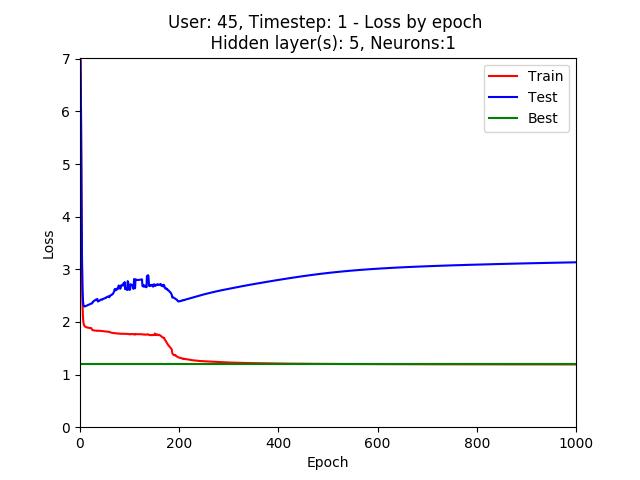 User: 45, Timestep: 1 - Loss by epoch
Hidden layer(s): 5, Neurons:1
Train
Test
Best
Loss
7
6
5
4
3
2
1
0
0 200 400 600 800 1000
Epoch